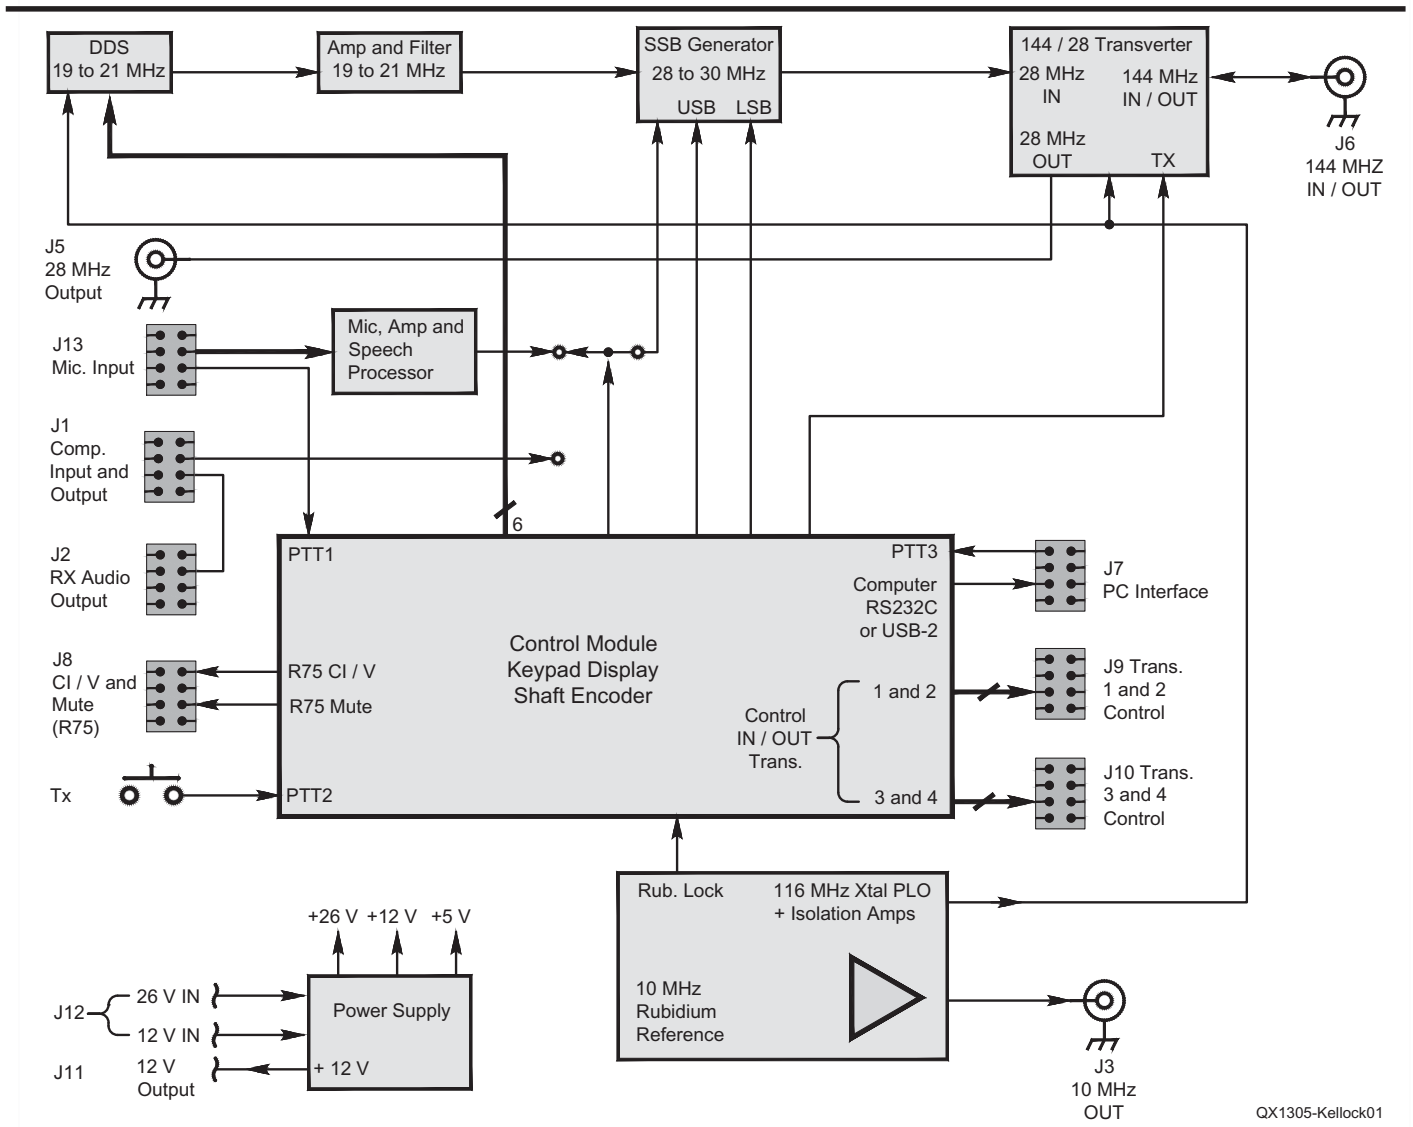 DDS
19 to 21 MHz
Amp and Filter
19 to 21 MHz
SSB Generator
28 to 30 MHz
USB LSB
144 / 28 Transverter
28 MHz
IN
144 MHz
IN / OUT
28 MHz
OUT
TX
J6
144 MHZ
IN / OUT
J5
28 MHz
Output
J13
Mic. Input
Mic, Amp and
Speech
Processor
J1
Comp.
Input and
Output
6
J2
RX Audio
Output
PTT1
PTT3
Computer
RS232C
or USB-2
J7
PC Interface
Control Module
Keypad Display
Shaft Encoder
J8
CI / V and
Mute
(R75)
R75 CI / V
R75 Mute
Control
IN / OUT
Trans.
1 and 2
3 and 4
J9 Trans.
1 and 2
Control
J10 Trans.
3 and 4
Control
Tx
PTT2
Rub. Lock
116 MHz Xtal PLO
+ Isolation Amps
10 MHz
Rubidium
Reference
+26 V +12 V +5 V
Power Supply
J12
26 V IN
12 V IN
J11
12 V
Output
+ 12 V
J3
10 MHz
OUT
QX1305-Kellock01